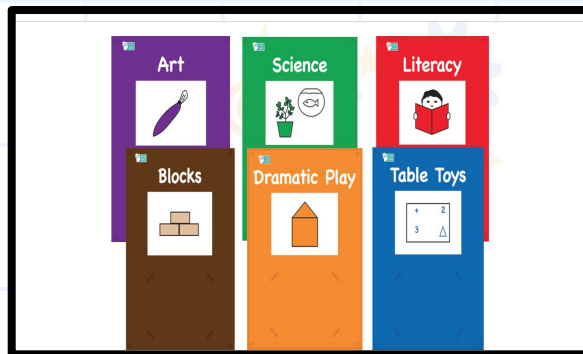 Art
Science
Literacy
Blocks
Dramatic Play
Table Toys
+ 2
3 △